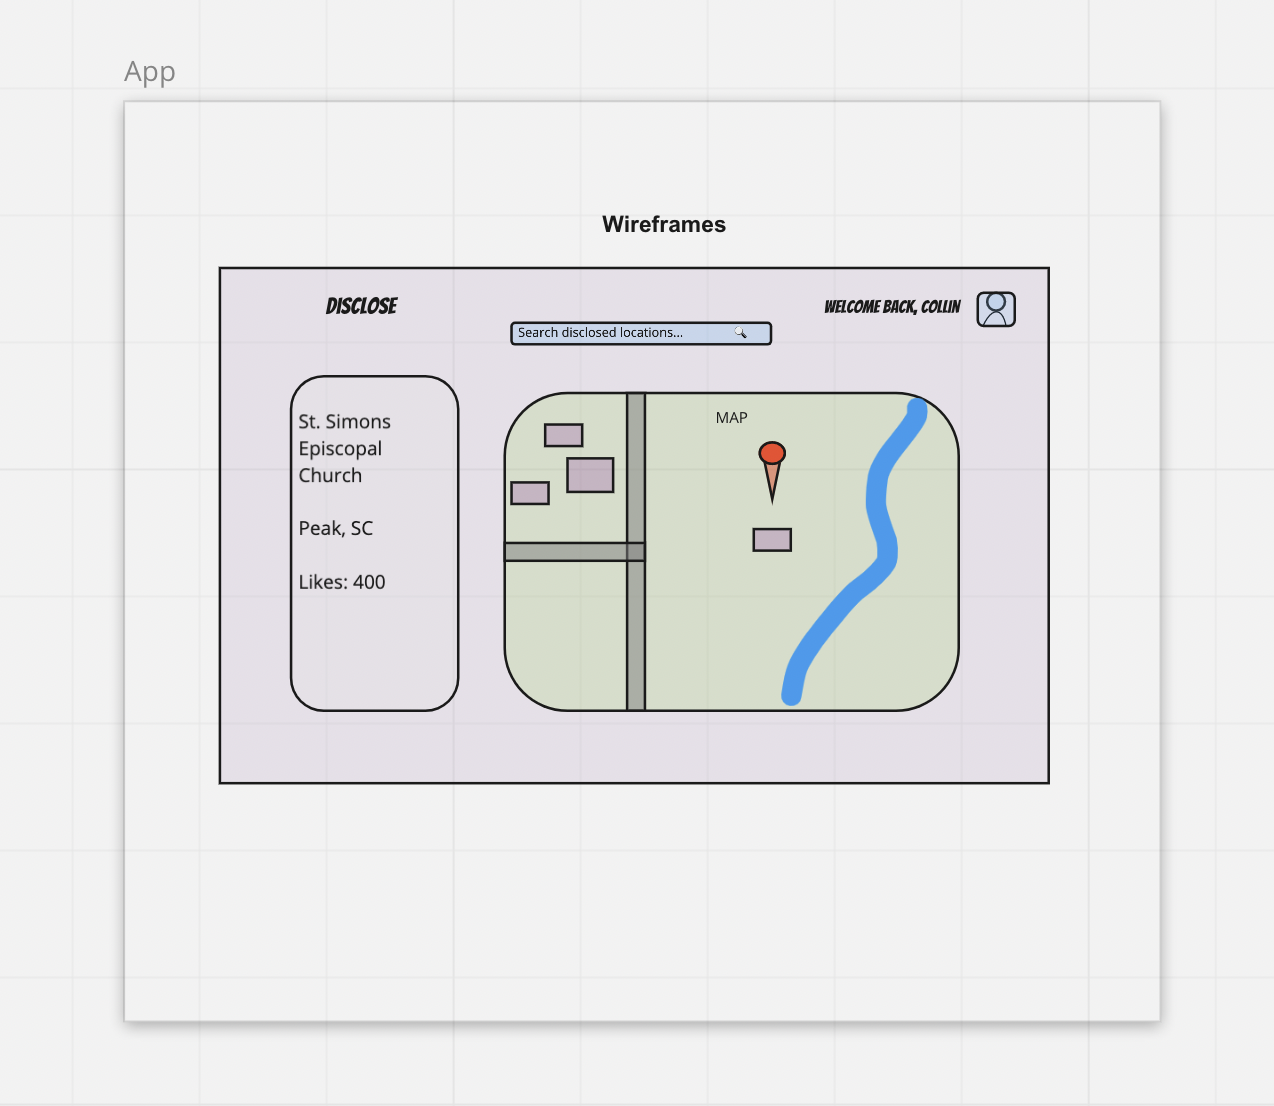 App
Wireframes
DISCLOSE
WELCOME BACK, COLLIN
Search disclosed locations...
St. Simons
Episcopal
Church
Peak, SC
Likes: 400
MAP